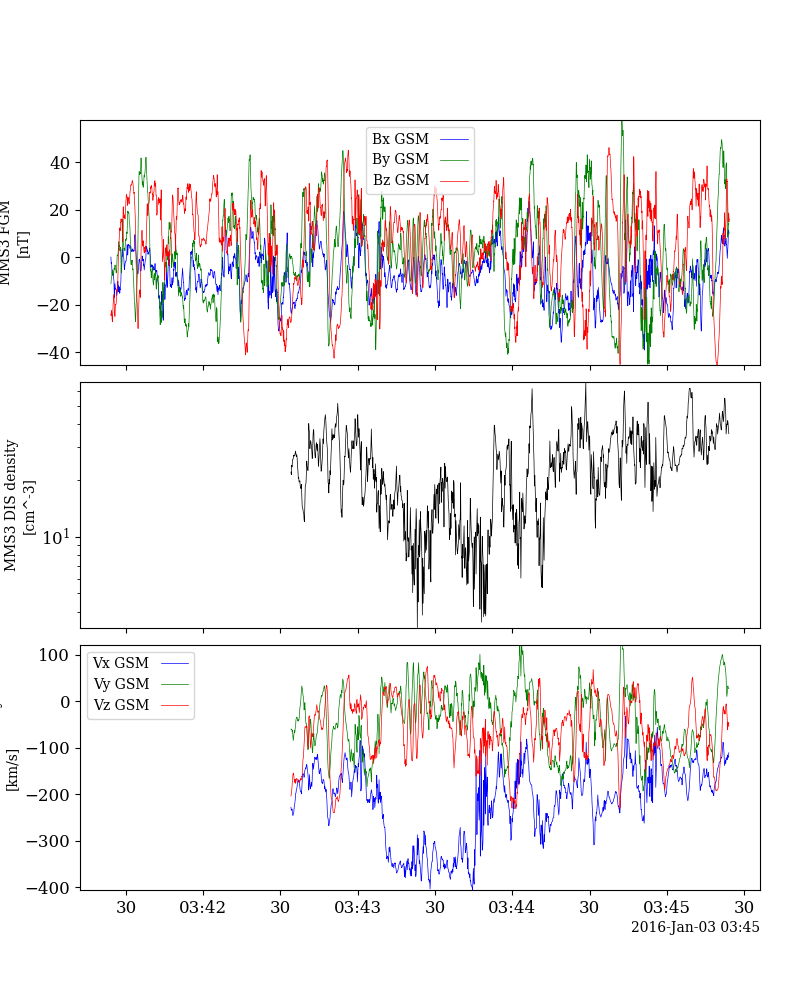 Bx GSM
By GSM
Bz GSM
MMS3 FGM
[nT]
40
20
0
−20
−40
MMS3 DIS density
[cm^-3]
10^1
Vx GSM
Vy GSM
Vz GSM
[km/s]
100
0
−100
−200
−300
−400
30 03:42 30 03:43 30 03:44 30 03:45 30
2016-Jan-03 03:45